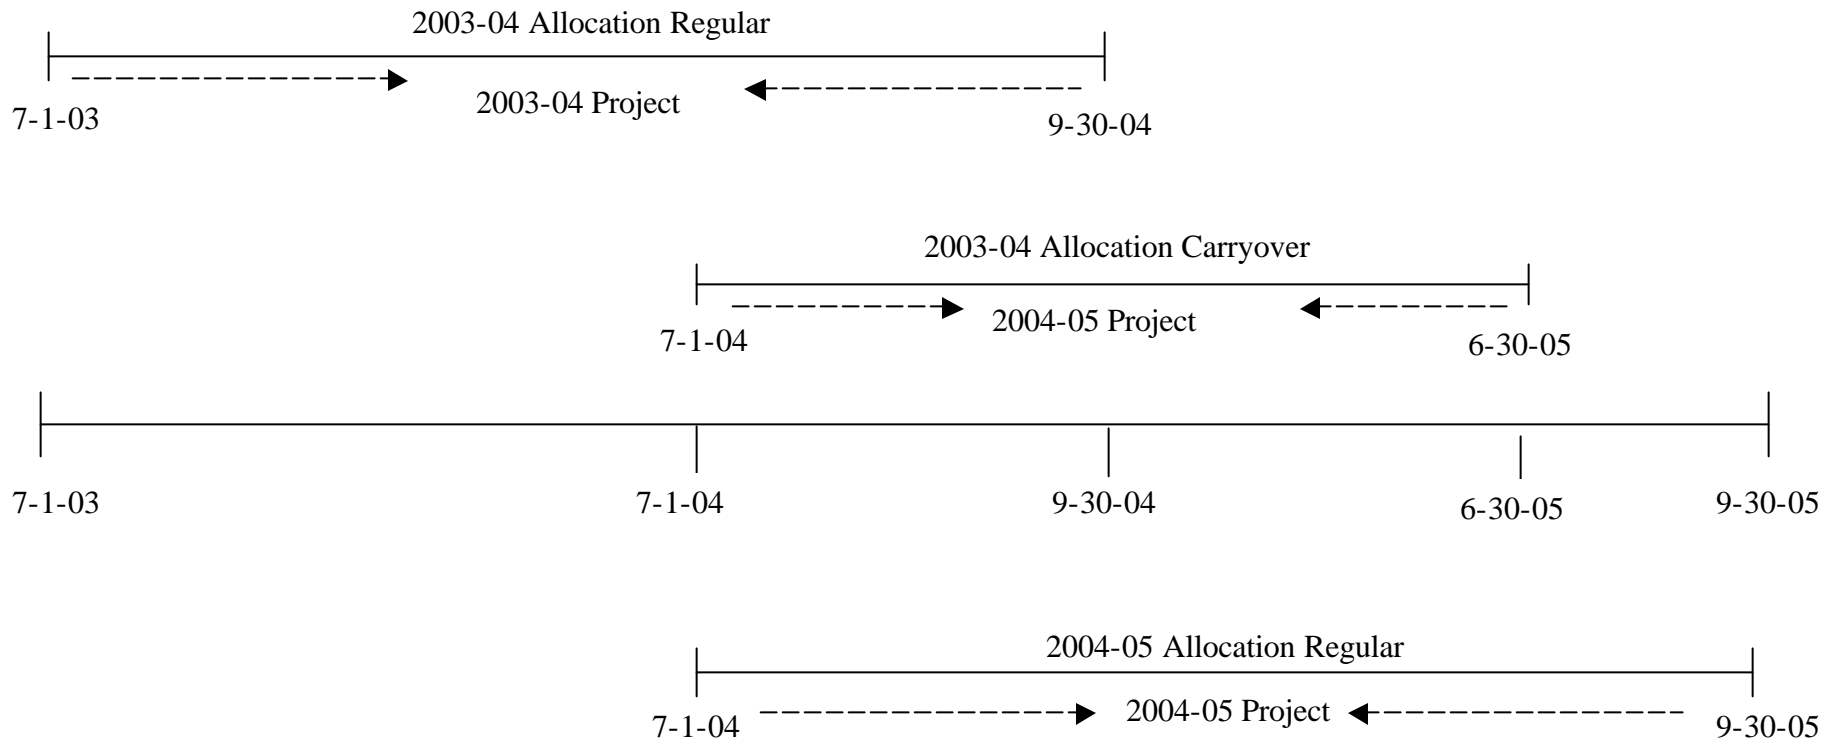 2003-04 Allocation Regular
2003-04 Project
7-1-03
9-30-04
2003-04 Allocation Carryover
2004-05 Project
7-1-04
6-30-05
7-1-03
7-1-04
9-30-04
6-30-05
9-30-05
2004-05 Allocation Regular
2004-05 Project
7-1-04
9-30-05